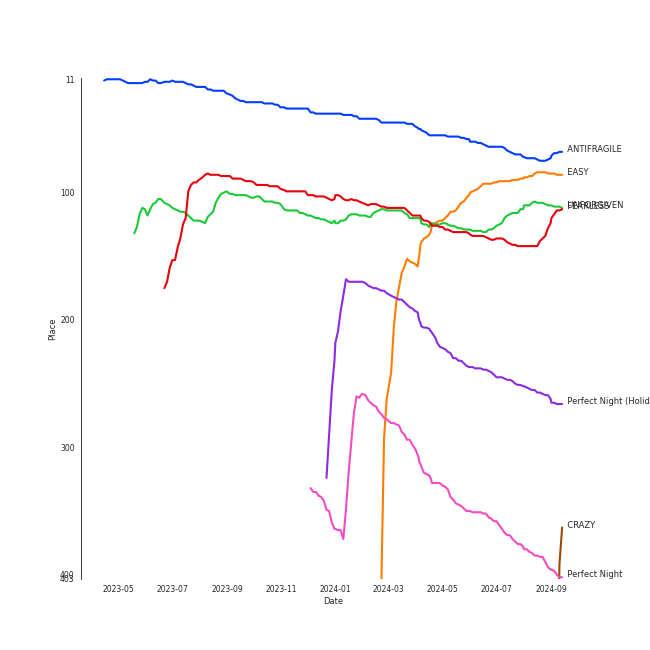 11
100
200
300
400
403
Place
2023-05
2023-07
2023-09
2023-11
2024-01
2024-03
2024-05
2024-07
2024-09
Date
ANTIFRAGILE
EASY
UNFORGIVEN
FEARLESS
Perfect Night (Holid
CRAZY
Perfect Night